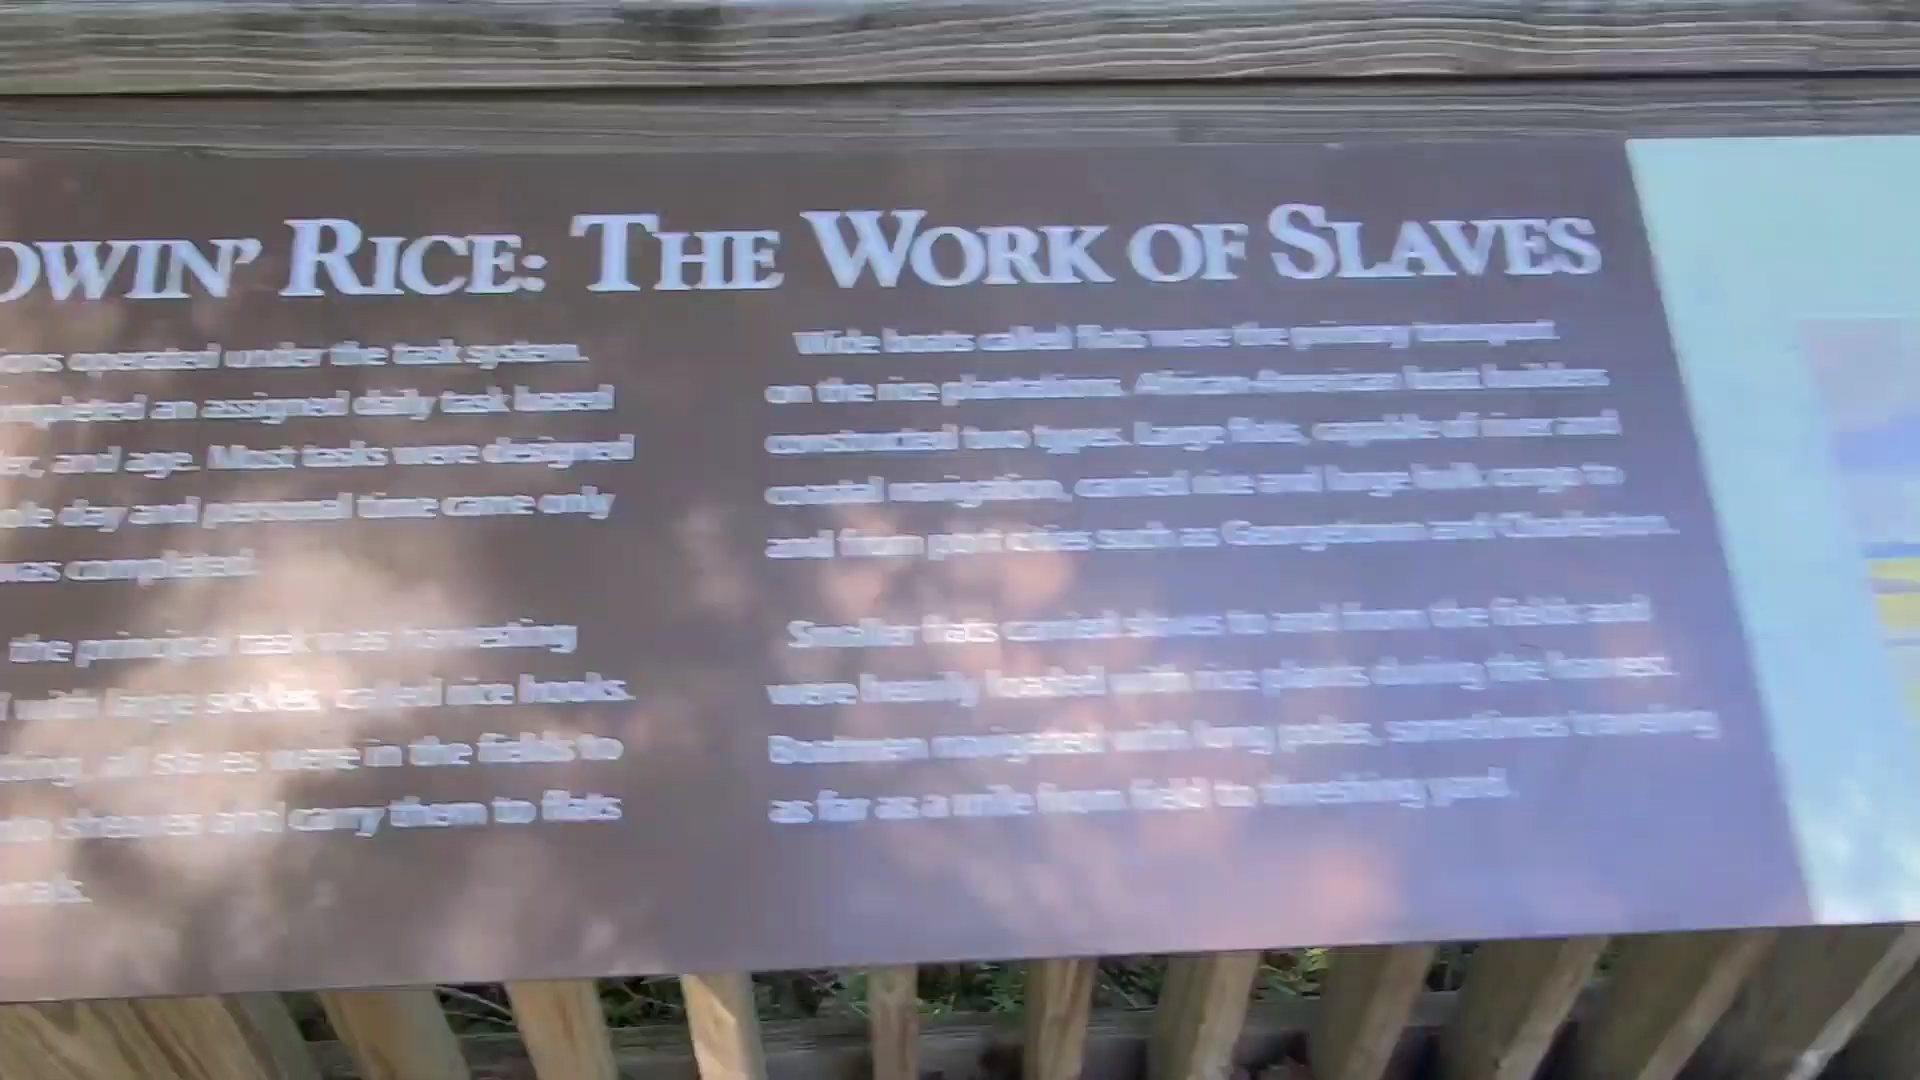 OWIN' RICE: THE WORK OF SLAVES
operated under the task system.
an assigned daily task based
and age. Most tasks were designed
day and personal time came only
was completed.
the principal task was harvesting
with large sickles called rice hooks.
all slaves were in the fields to
sheaves and carry them to flats
Wide boats called flats were the primary transport
on the rice plantations. African-American boat builders
constructed two types. Large flats, capable of river and
coastal navigation, carried rice and large bulk cargo to
and from port cities such as Georgetown and Charleston.
Smaller flats carried slaves to and from the fields and
were heavily loaded with rice plants during the harvest.
Boatmen navigated with long poles, sometimes traveling
as far as a mile from field to threshing yard.